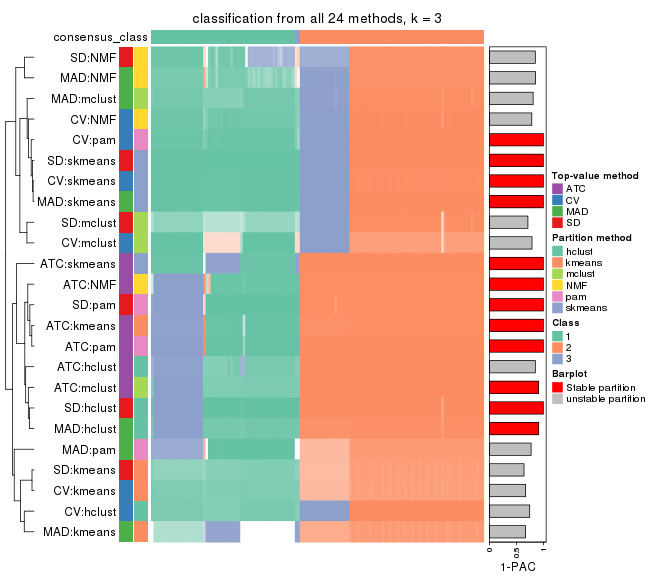 classification from all 24 methods, k = 3
consensus_class
SD:NMF
MAD:NMF
MAD:mclust
CV:NMF
CV:pam
SD:skmeans
CV:skmeans
MAD:skmeans
SD:mclust
CV:mclust
ATC:skmeans
ATC:NMF
SD:pam
ATC:kmeans
ATC:pam
ATC:hclust
ATC:mclust
SD:hclust
MAD:hclust
MAD:pam
SD:kmeans
CV:kmeans
CV:hclust
MAD:kmeans
0
0.5
1
1-PAC
Top-value method
ATC
CV
MAD
SD
Partition method
hclust
kmeans
mclust
NMF
pam
skmeans
Class
1
2
3
Barplot
Stable partition
unstable partition